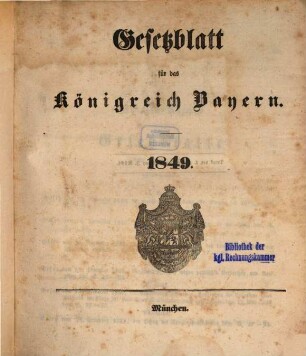 Gesetzblatt
für das
Königreich Bayern.
1849.
Bibliothek der
kgl. Rechnungskammer
München.